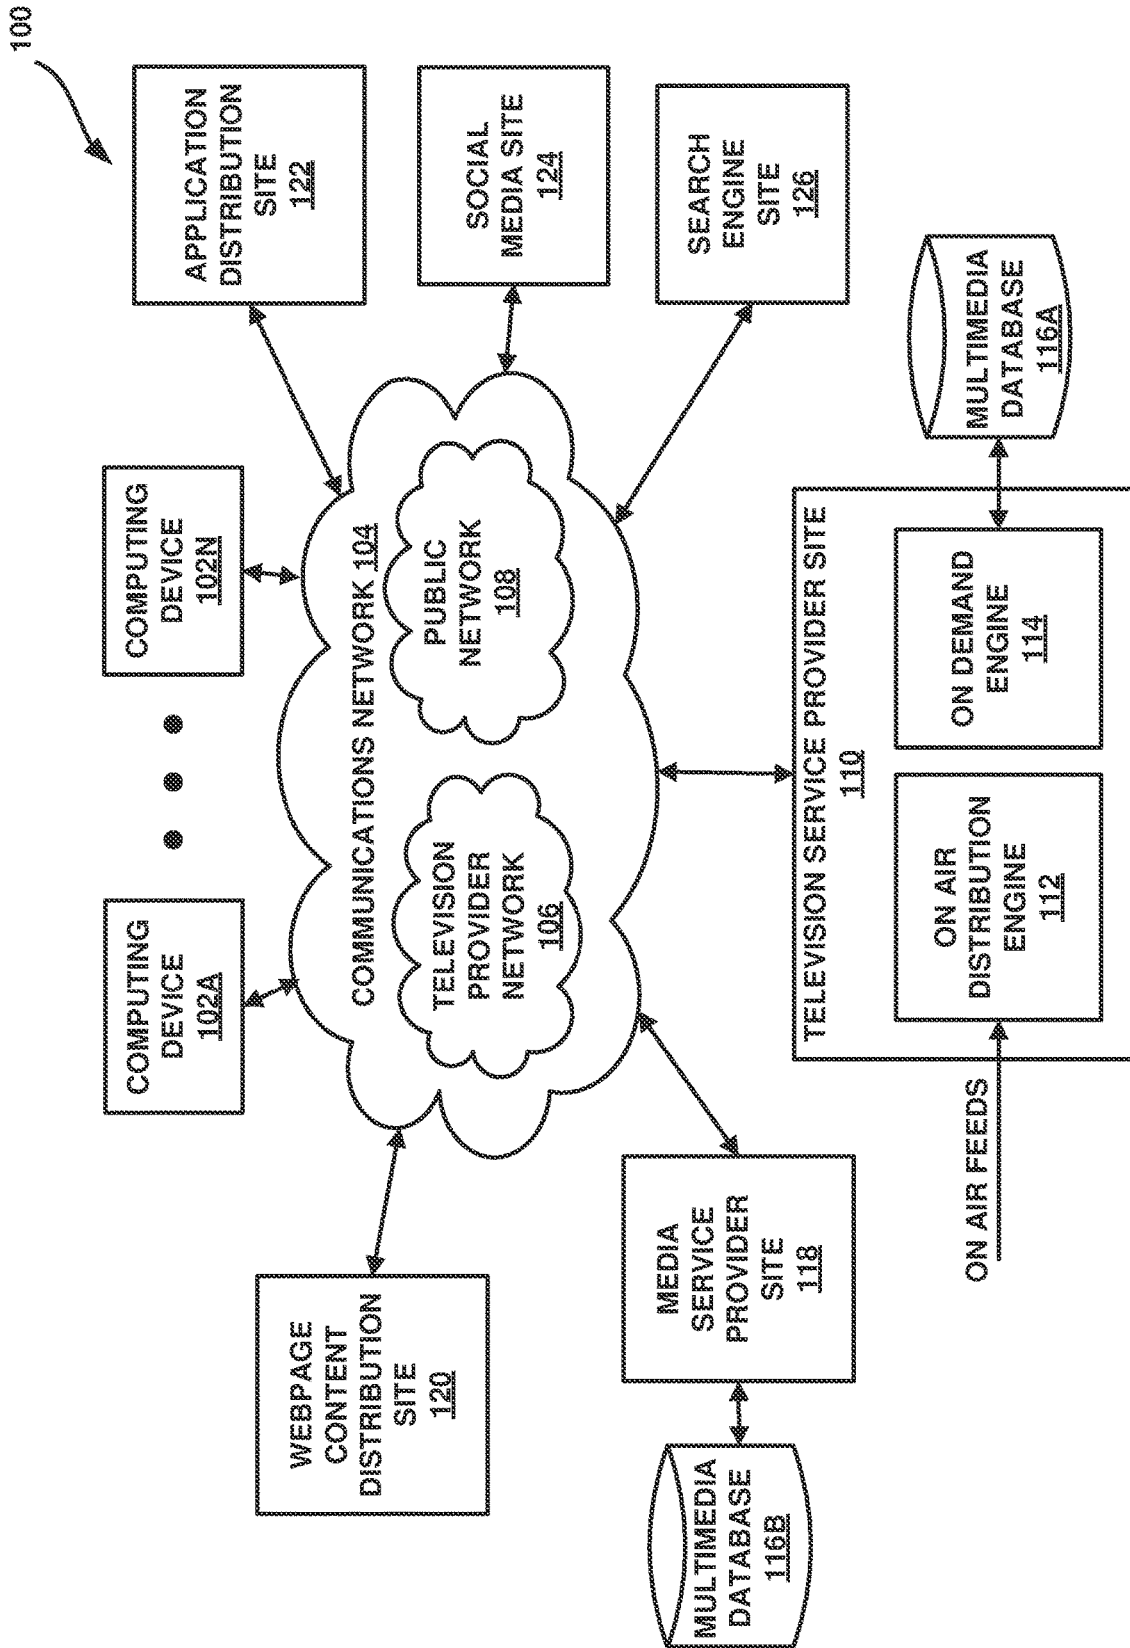 100
COMPUTING
DEVICE
102A
COMPUTING
DEVICE
102N
APPLICATION
DISTRIBUTION
SITE
122
WEBPAGE
CONTENT
DISTRIBUTION
SITE
120
COMMUNICATIONS NETWORK 104
TELEVISION
PROVIDER
NETWORK
106
PUBLIC
NETWORK
108
SOCIAL
MEDIA SITE
124
SEARCH
ENGINE
SITE
126
MULTIMEDIA
DATABASE
116B
MEDIA
SERVICE
PROVIDER
SITE
118
TELEVISION SERVICE PROVIDER SITE
110
ON AIR FEEDS
ON AIR
DISTRIBUTION
ENGINE
112
ON DEMAND
ENGINE
114
MULTIMEDIA
DATABASE
116A